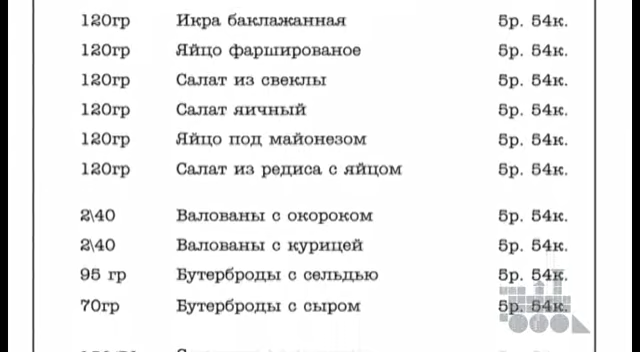 120гр Икра баклажанная 5р. 54к.
120гр Яйцо фаршированое 5р. 54к.
120гр Салат из свеклы 5р. 54к.
120гр Салат яичный 5р. 54к.
120гр Яйцо под майонезом 5р. 54к.
120гр Салат из редиса с яйцом 5р. 54к.
2\40 Валованы с окороком 5р. 54к.
2\40 Валованы с курицей 5р. 54к.
95 гр Бутерброды с сельдью 5р. 54к.
70гр Бутерброды с сыром 5р. 54к.